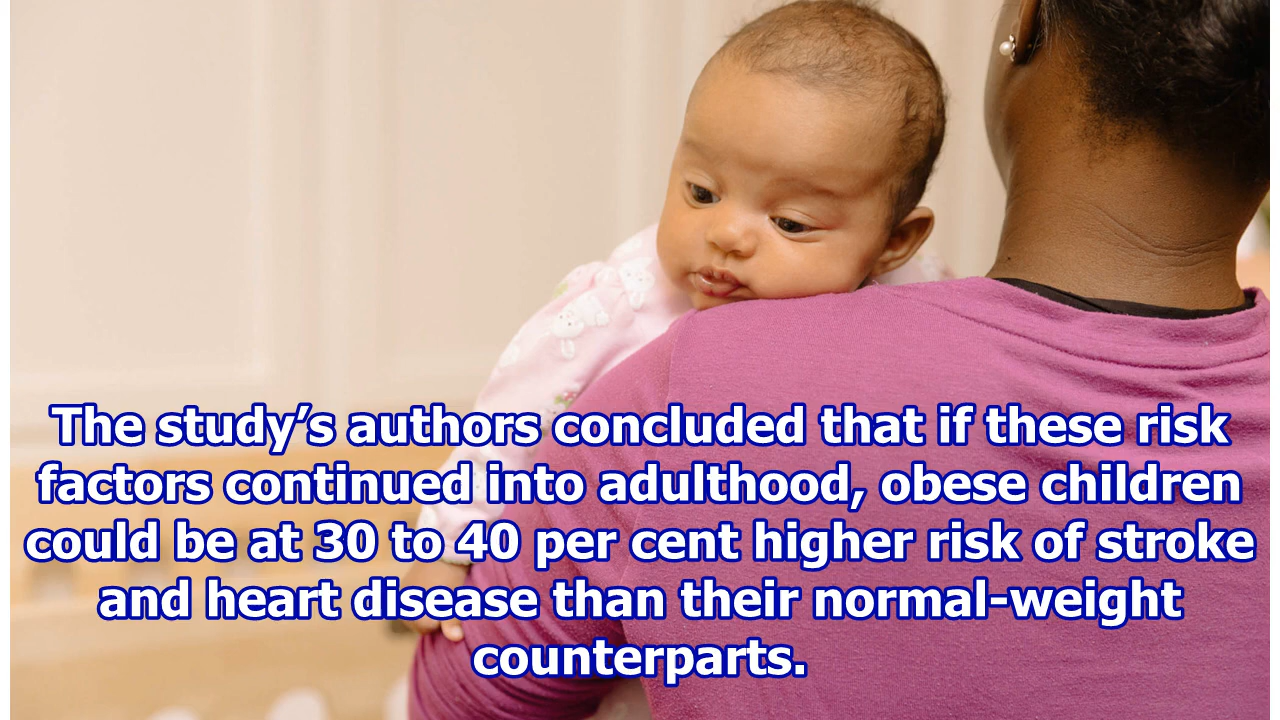 The study’s authors concluded that if these risk
factors continued into adulthood, obese children
could be at 30 to 40 per cent higher risk of stroke
and heart disease than their normal-weight
counterparts.